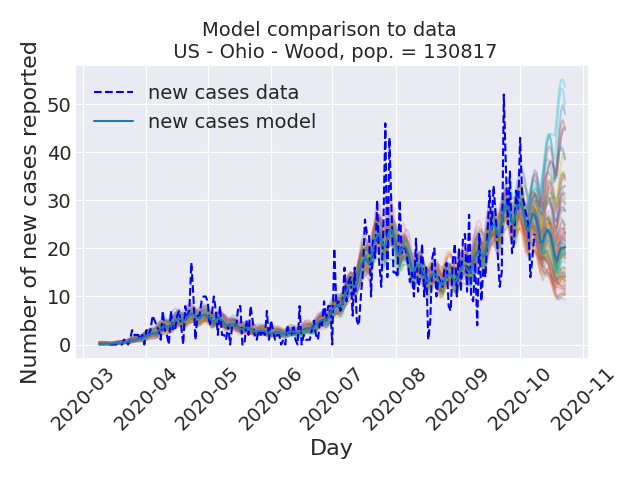 Model comparison to data
US - Ohio - Wood, pop. = 130817
Number of new cases reported
50
40
30
20
10
0
new cases data
new cases model
2020-03
2020-04
2020-05
2020-06
2020-07
2020-08
2020-09
2020-10
2020-11
Day